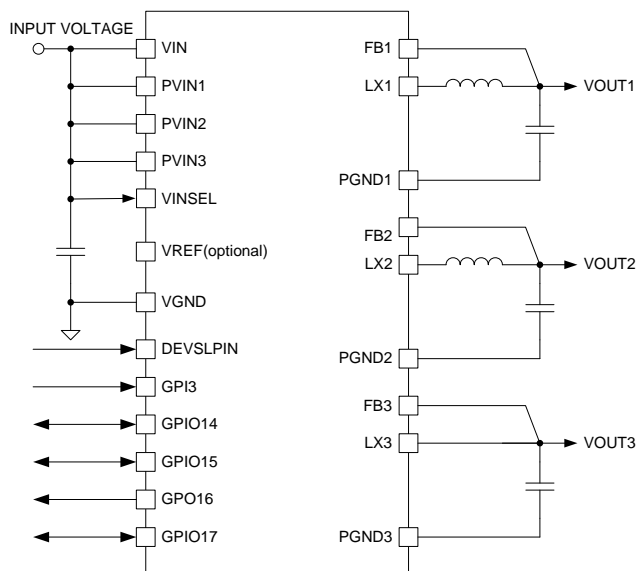 INPUT VOLTAGE
VIN
PVIN1
PVIN2
PVIN3
VINSEL
VREF(optional)
VGND
DEVSLPIN
GPI3
GPIO14
GPIO15
GPO16
GPIO17
FB1
LX1
VOUT1
PGND1
FB2
LX2
VOUT2
PGND2
FB3
LX3
VOUT3
PGND3